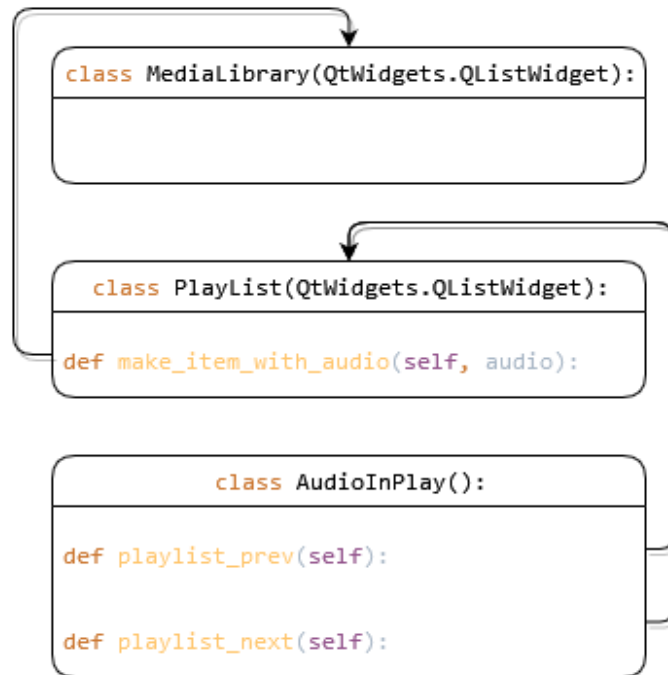 class MediaLibrary(QtWidgets.QListWidget):
class PlayList(QtWidgets.QListWidget):
def make_item_with_audio(self, audio):
class AudioInPlay():
def playlist_prev(self):
def playlist_next(self):